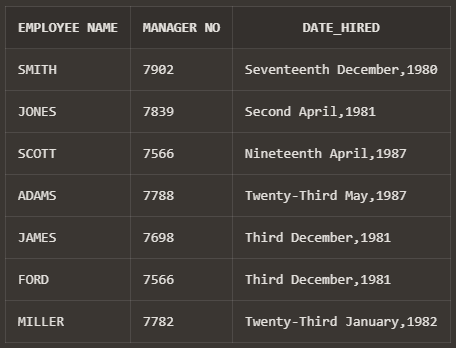 EMPLOYEE NAME MANAGER NO DATE_HIRED
SMITH 7902 Seventeenth December,1980
JONES 7839 Second April,1981
SCOTT 7566 Nineteenth April,1987
ADAMS 7788 Twenty-Third May,1987
JAMES 7698 Third December,1981
FORD 7566 Third December,1981
MILLER 7782 Twenty-Third January,1982